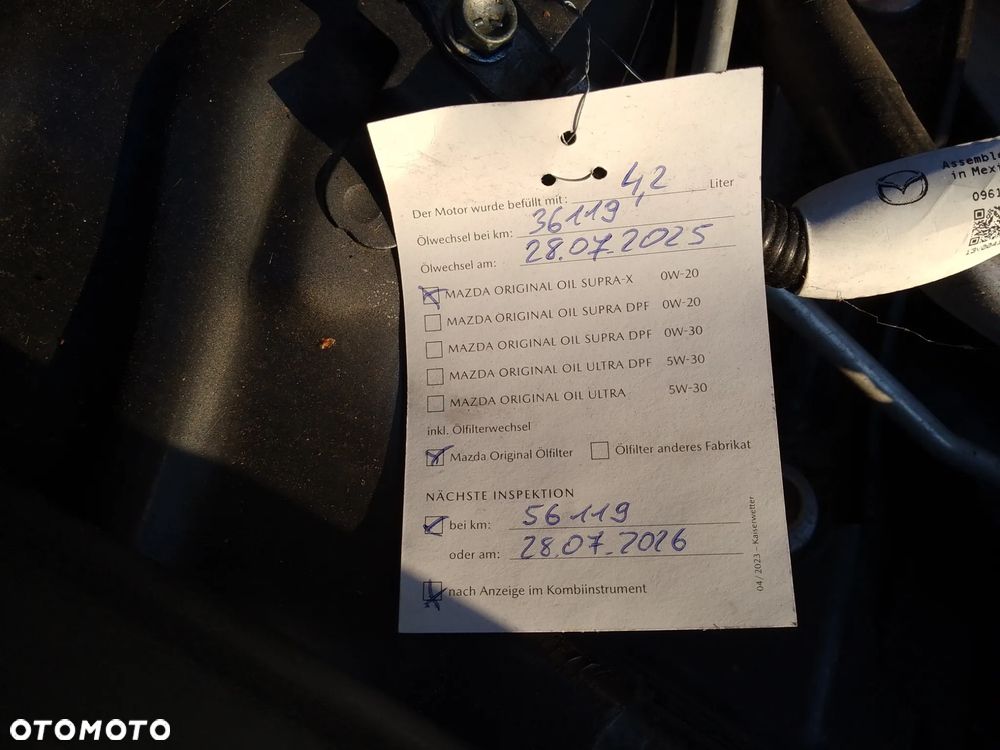 Der Motor wurde befüllt mit: 4,2 Liter
Ölwechsel bei km: 36119
Ölwechsel am: 28.07.2025
MAZDA ORIGINAL OIL SUPRA-X 0W-20
MAZDA ORIGINAL OIL SUPRA DPF 0W-20
MAZDA ORIGINAL OIL SUPRA DPF 0W-30
MAZDA ORIGINAL OIL ULTRA DPF 5W-30
MAZDA ORIGINAL OIL ULTRA 5W-30
inkl. Ölfilterwechsel
Mazda Original Ölfilter Ölfilter anderes Fabrikat
NÄCHSTE INSPEKTION
bei km: 56119
oder am: 28.07.2026
nach Anzeige im Kombiinstrument
04/2023 – Kaiserwetter
Assemble
in Mexi
0961
OTOMOTO